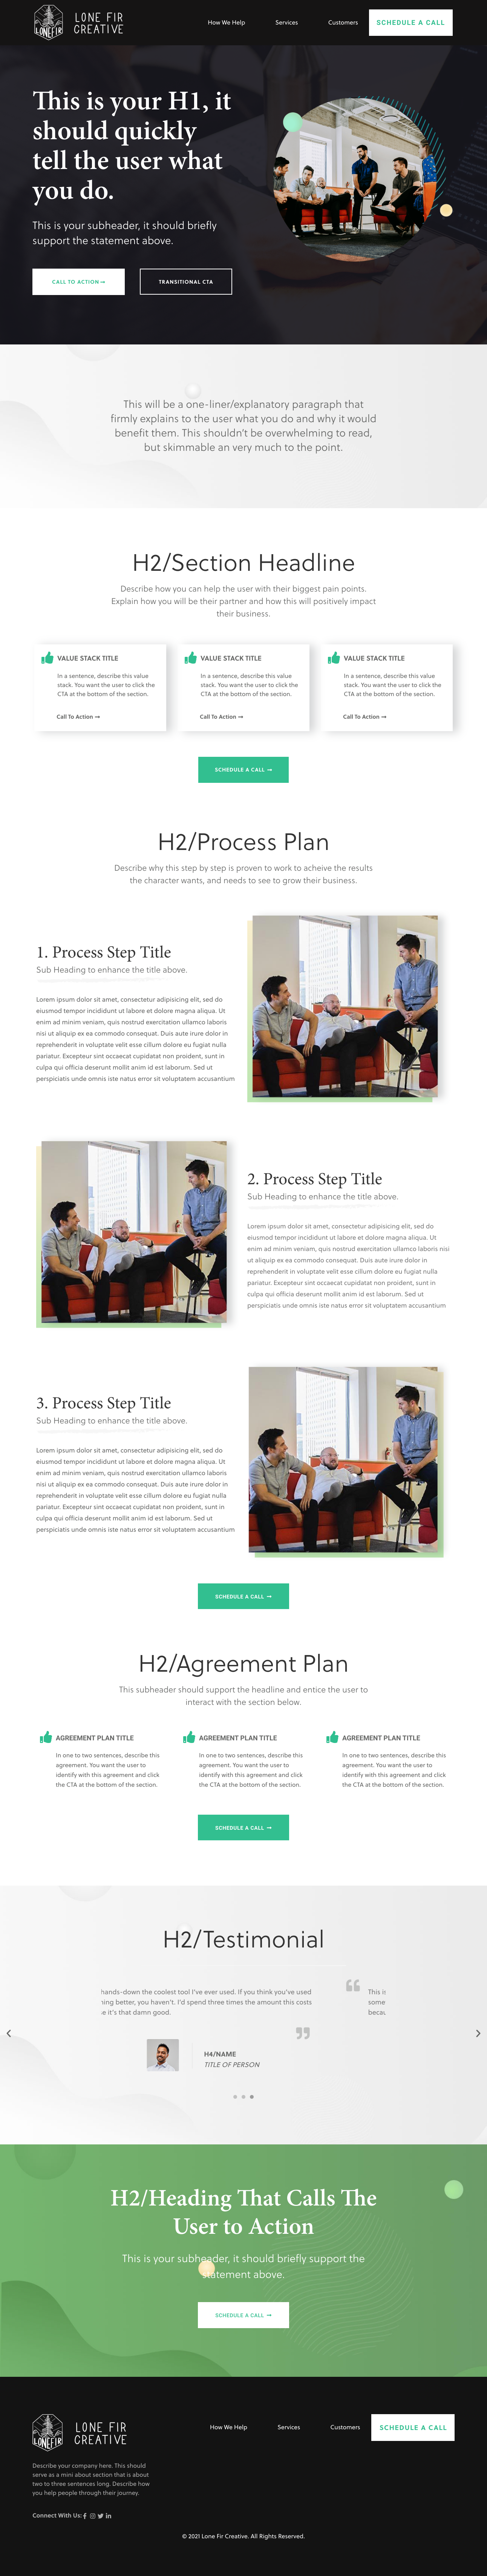 LONE FIR
CREATIVE
LONEFIR
How We Help
Services
Customers
SCHEDULE A CALL
This is your H1, it
should quickly
tell the user what
you do.
This is your subheader, it should briefly
support the statement above.
CALL TO ACTION
TRANSITIONAL CTA
This will be a one-liner/explanatory paragraph that
firmly explains to the user what you do and why it would
benefit them. This shouldn't be overwhelming to read,
but skimmable an very much to the point.
H2/Section Headline
Describe how you can help the user with their biggest pain points.
Explain how you will be their partner and how this will positively impact
their business.
VALUE STACK TITLE
In a sentence, describe this value
stack. You want the user to click the
CTA at the bottom of the section.
Call To Action
VALUE STACK TITLE
In a sentence, describe this value
stack. You want the user to click the
CTA at the bottom of the section.
Call To Action
VALUE STACK TITLE
In a sentence, describe this value
stack. You want the user to click the
CTA at the bottom of the section.
Call To Action
SCHEDULE A CALL
H2/Process Plan
Describe why this step by step is proven to work to acheive the results
the character wants, and needs to see to grow their business.
1. Process Step Title
Sub Heading to enhance the title above.
Lorem ipsum dolor sit amet, consectetur adipisicing elit, sed do
eiusmod tempor incididunt ut labore et dolore magna aliqua. Ut
enim ad minim veniam, quis nostrud exercitation ullamco laboris
nisi ut aliquip ex ea commodo consequat. Duis aute irure dolor in
reprehenderit in voluptate velit esse cillum dolore eu fugiat nulla
pariatur. Excepteur sint occaecat cupidatat non proident, sunt in
culpa qui officia deserunt mollit anim id est laborum. Sed ut
perspiciatis unde omnis iste natus error sit voluptatem accusantium
2. Process Step Title
Sub Heading to enhance the title above.
Lorem ipsum dolor sit amet, consectetur adipisicing elit, sed do
eiusmod tempor incididunt ut labore et dolore magna aliqua. Ut
enim ad minim veniam, quis nostrud exercitation ullamco laboris nisi
ut aliquip ex ea commodo consequat. Duis aute irure dolor in
reprehenderit in voluptate velit esse cillum dolore eu fugiat nulla
pariatur. Excepteur sint occaecat cupidatat non proident, sunt in
culpa qui officia deserunt mollit anim id est laborum. Sed ut
perspiciatis unde omnis iste natus error sit voluptatem accusantium
3. Process Step Title
Sub Heading to enhance the title above.
Lorem ipsum dolor sit amet, consectetur adipisicing elit, sed do
eiusmod tempor incididunt ut labore et dolore magna aliqua. Ut
enim ad minim veniam, quis nostrud exercitation ullamco laboris
nisi ut aliquip ex ea commodo consequat. Duis aute irure dolor in
reprehenderit in voluptate velit esse cillum dolore eu fugiat nulla
pariatur. Excepteur sint occaecat cupidatat non proident, sunt in
culpa qui officia deserunt mollit anim id est laborum. Sed ut
perspiciatis unde omnis iste natus error sit voluptatem accusantium
SCHEDULE A CALL
H2/Agreement Plan
This subheader should support the headline and entice the user to
interact with the section below.
AGREEMENT PLAN TITLE
In one to two sentences, describe this
agreement. You want the user to
identify with this agreement and click
the CTA at the bottom of the section.
AGREEMENT PLAN TITLE
In one to two sentences, describe this
agreement. You want the user to
identify with this agreement and click
the CTA at the bottom of the section.
AGREEMENT PLAN TITLE
In one to two sentences, describe this
agreement. You want the user to
identify with this agreement and click
the CTA at the bottom of the section.
SCHEDULE A CALL
H2/Testimonial
hands-down the coolest tool I've ever used. If you think you've used
ing better, you haven't. I'd spend three times the amount this costs
e it's that damn good.
“
This is
some
becau
”
H4/NAME
TITLE OF PERSON
H2/Heading That Calls The
User to Action
This is your subheader, it should briefly support the
statement above.
SCHEDULE A CALL
LONE FIR
CREATIVE
LONEFIR
How We Help
Services
Customers
SCHEDULE A CALL
Describe your company here. This should
serve as a mini about section that is about
two to three sentences long. Describe how
you help people through their journey.
Connect With Us:
© 2021 Lone Fir Creative. All Rights Reserved.